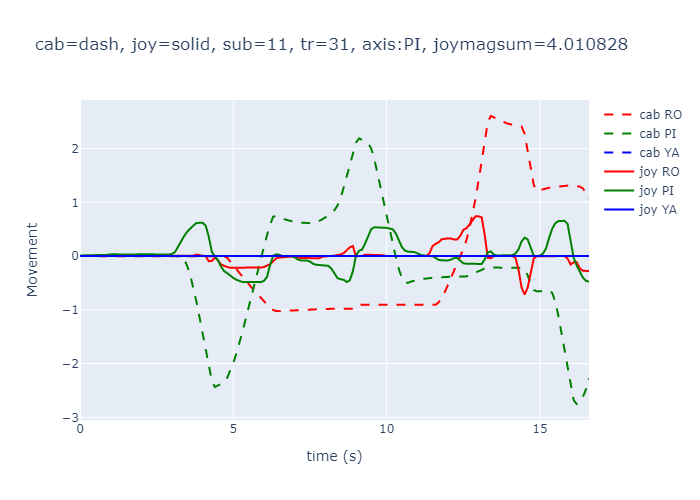 cab=dash, joy=solid, sub=11, tr=31, axis:PI, joymagsum=4.010828
cab RO
cab PI
cab YA
joy RO
joy PI
joy YA
Movement
2
1
0
−1
−2
−3
0
5
10
15
time (s)